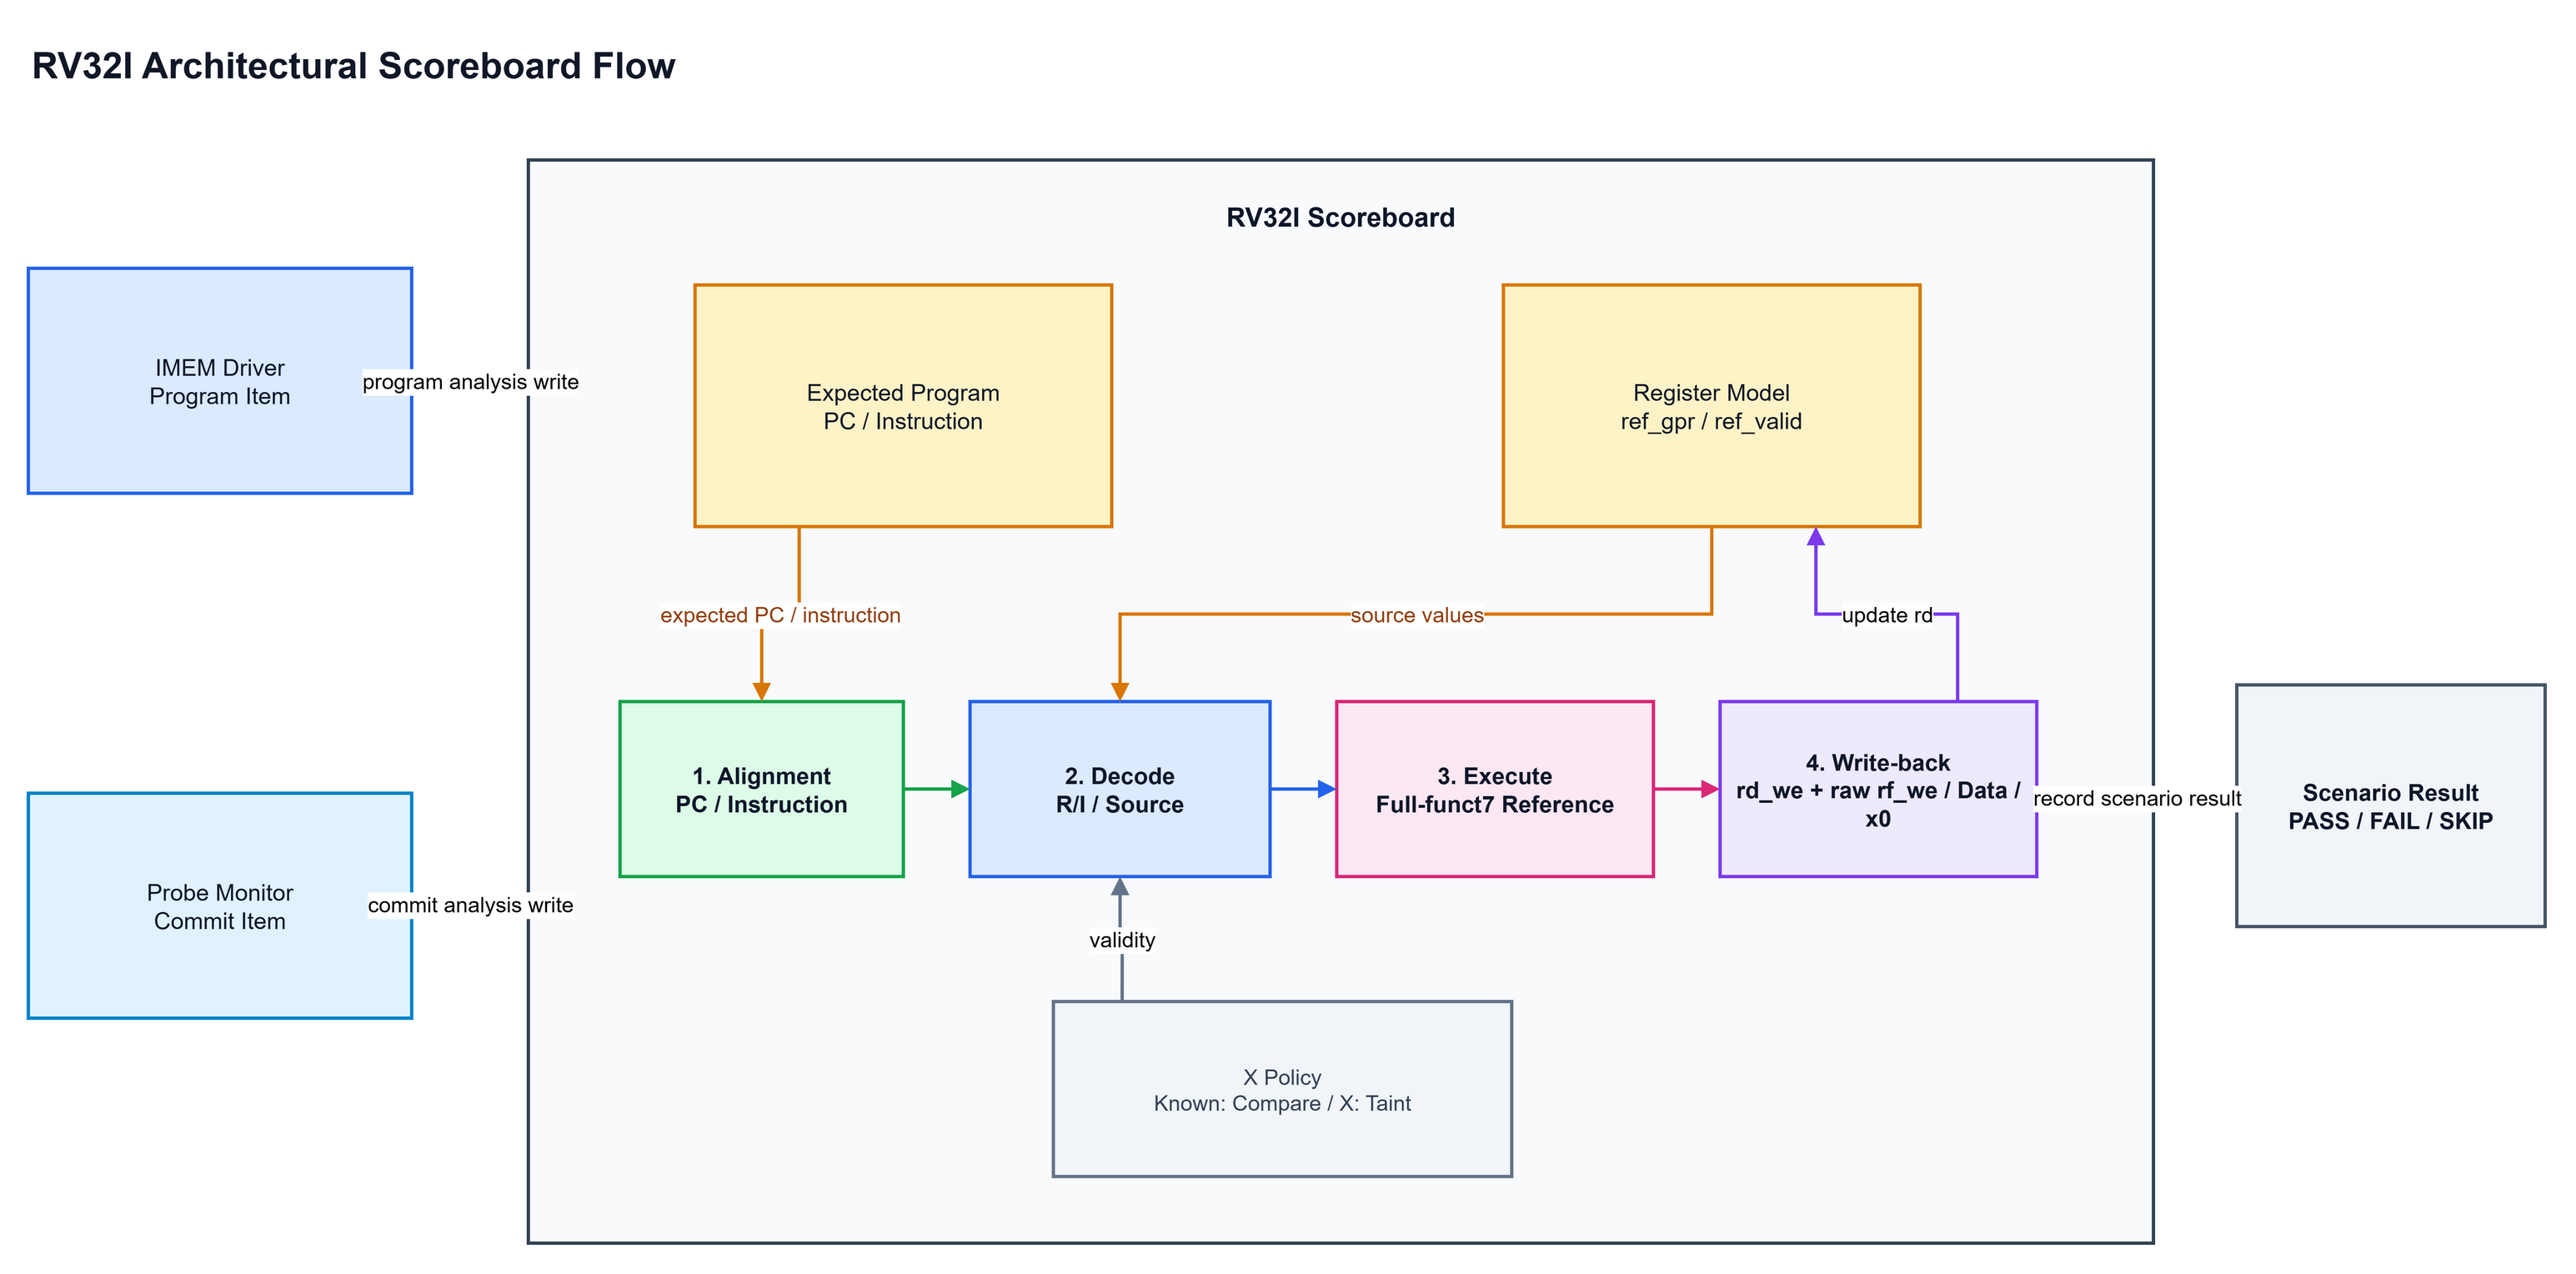 RV32I Architectural Scoreboard Flow
RV32I Scoreboard
IMEM Driver
Program Item
program analysis write
Expected Program
PC / Instruction
Register Model
ref_gpr / ref_valid
expected PC / instruction
source values
update rd
1. Alignment
PC / Instruction
2. Decode
R/I / Source
3. Execute
Full-funct7 Reference
4. Write-back
rd_we + raw rf_we / Data /
x0
record scenario result
Scenario Result
PASS / FAIL / SKIP
Probe Monitor
Commit Item
commit analysis write
validity
X Policy
Known: Compare / X: Taint